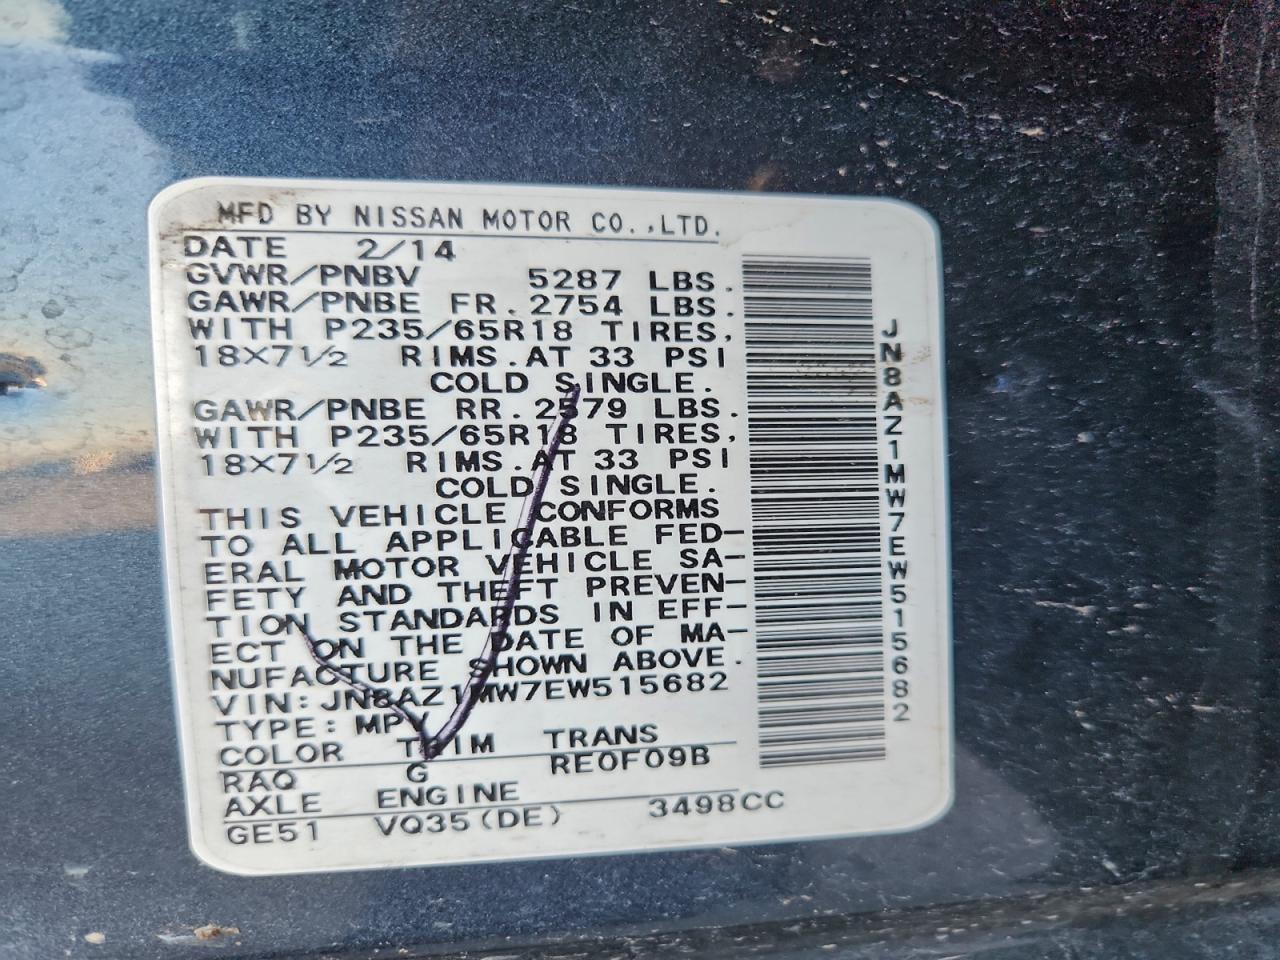 MFD BY NISSAN MOTOR CO.,LTD.
DATE 2/14
GVWR/PNBV 5287 LBS.
GAWR/PNBE FR. 2754 LBS.
WITH P235/65R18 TIRES,
18X7 1/2 RIMS. AT 33 PSI
COLD SINGLE.
GAWR/PNBE RR. 2579 LBS.
WITH P235/65R18 TIRES,
18X7 1/2 RIMS. AT 33 PSI
COLD SINGLE.
THIS VEHICLE CONFORMS
TO ALL APPLICABLE FED-
ERAL MOTOR VEHICLE SA-
FETY AND THEFT PREVEN-
TION STANDARDS IN EFF-
ECT ON THE DATE OF MA-
NUFACTURE SHOWN ABOVE.
VIN: JN8AZ1MW7EW515682
TYPE: MPV
COLOR TRIM TRANS
RAQ G RE0F09B
AXLE ENGINE
GE51 VQ35(DE) 3498CC
JN8AZ1MW7EW515682